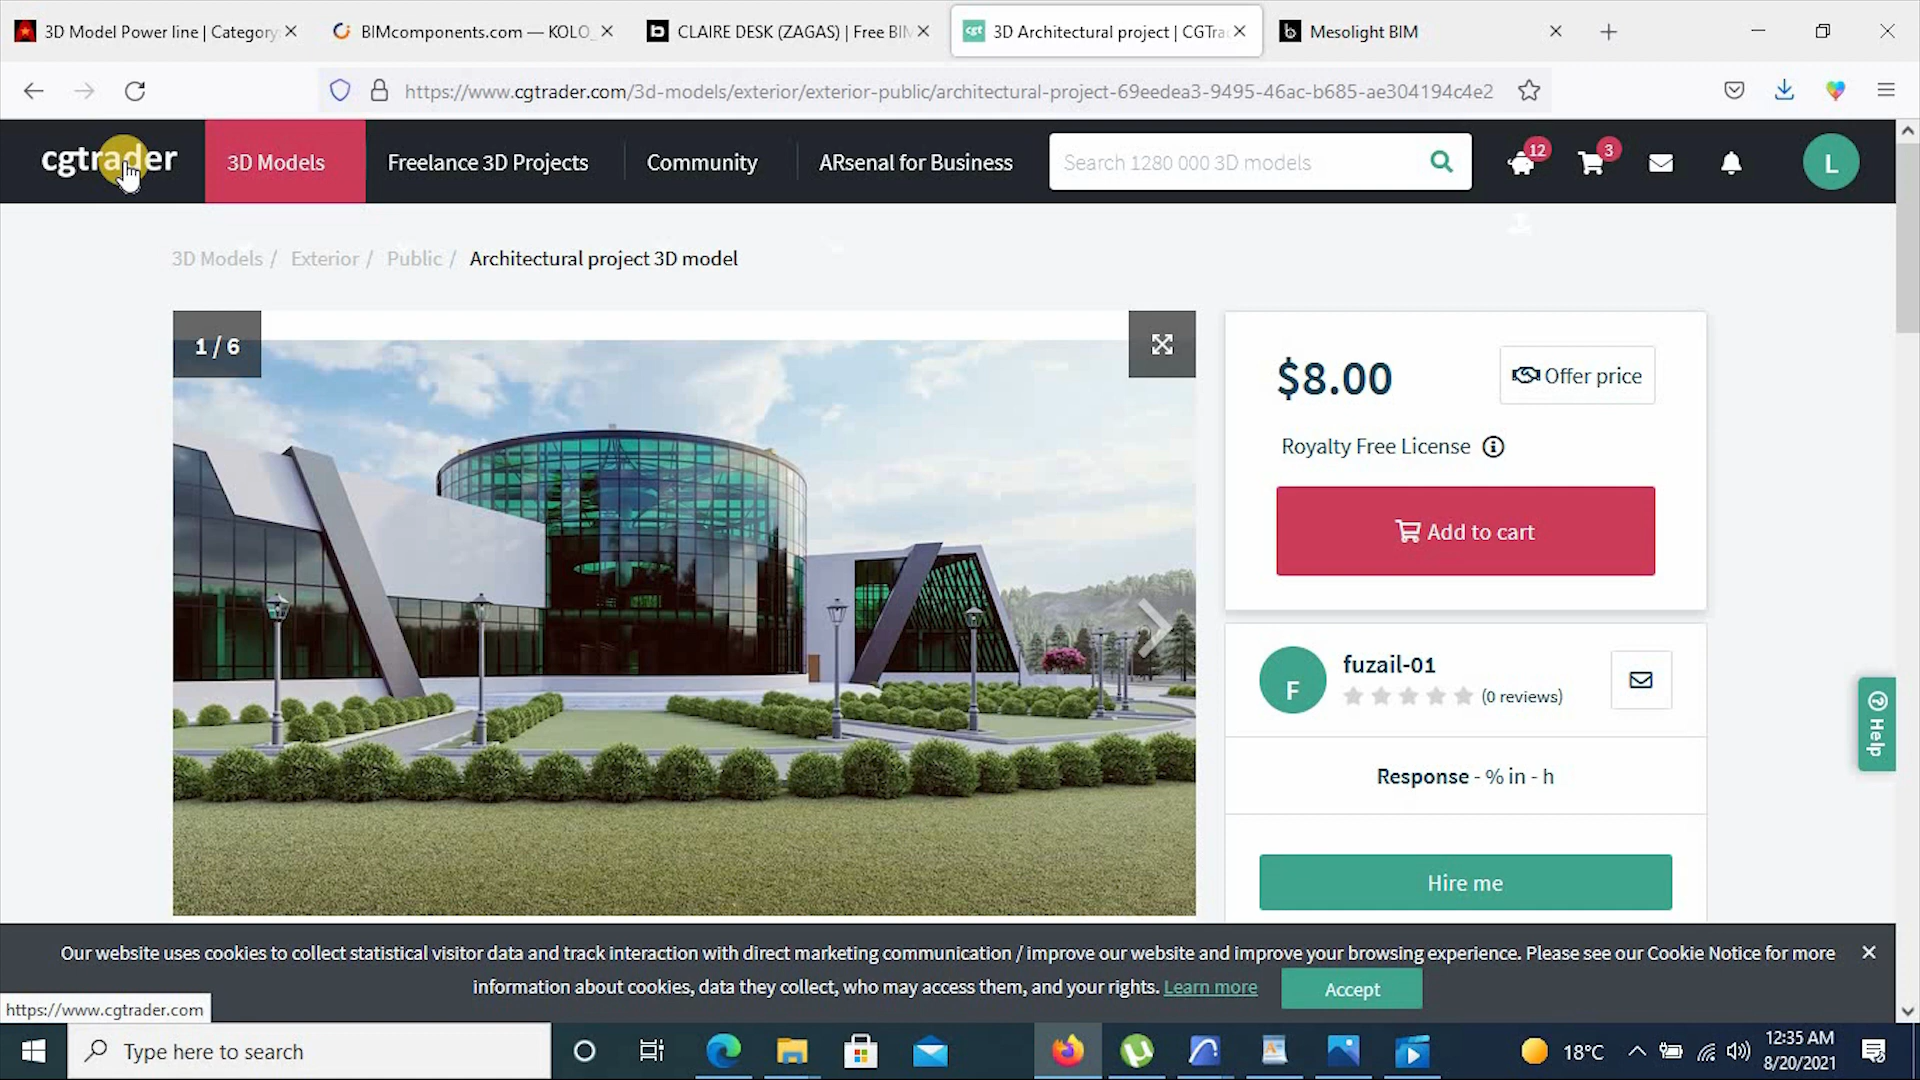 3D Model Power line | Category
BIMcomponents.com — KOLO_
CLAIRE DESK (ZAGAS) | Free BIM
cgt
3D Architectural project | CGTra
Mesolight BIM
https://www.cgtrader.com/3d-models/exterior/exterior-public/architectural-project-69eedea3-9495-46ac-b685-ae304194c4e2
cgtrader
3D Models
Freelance 3D Projects
Community
ARsenal for Business
Search 1280 000 3D models
12
3
L
3D Models / Exterior / Public / Architectural project 3D model
1 / 6
$8.00
Offer price
Royalty Free License
Add to cart
F
fuzail-01
(0 reviews)
Response - % in - h
Hire me
Help
Our website uses cookies to collect statistical visitor data and track interaction with direct marketing communication / improve our website and improve your browsing experience. Please see our Cookie Notice for more
information about cookies, data they collect, who may access them, and your rights. Learn more
Accept
https://www.cgtrader.com
Type here to search
18°C
12:35 AM
8/20/2021